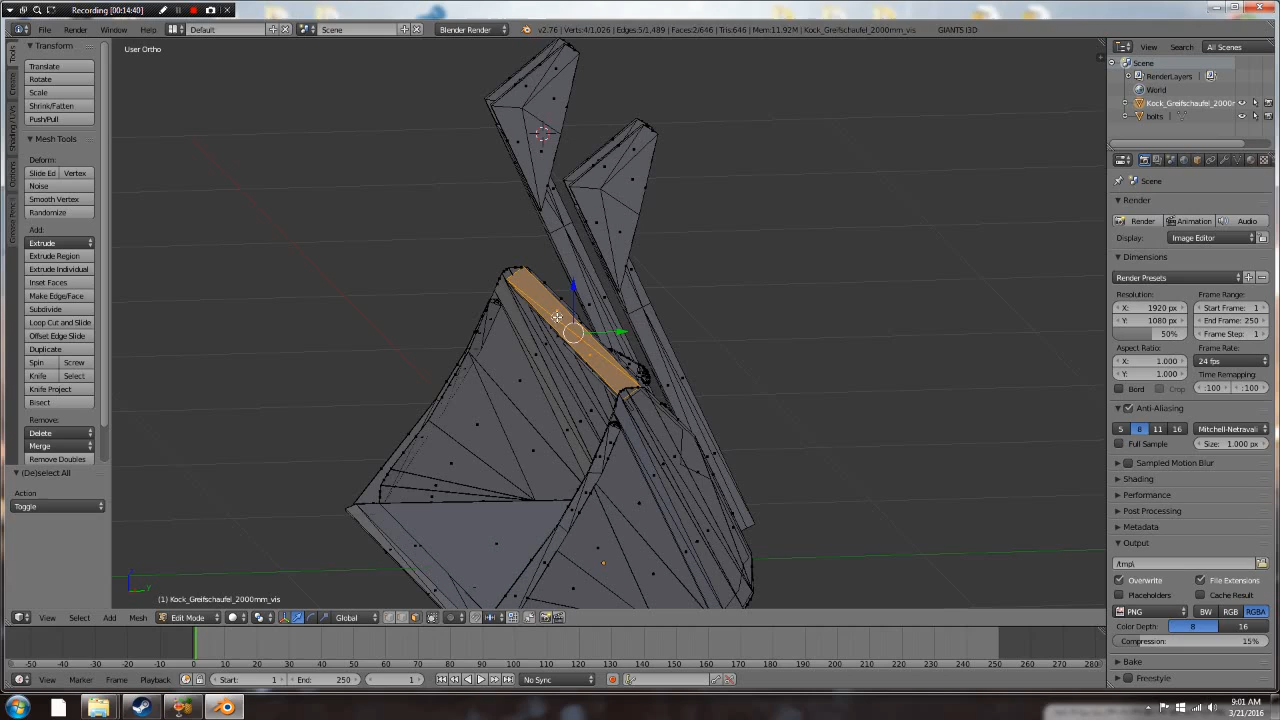 Recording [00:14:40]
File Render Window Help Default Scene Blender Render v2.76 | Verts:4/1,026 | Edges:5/1,489 | Faces:2/646 | Tris:646 | Mem:11.92M | Kock_Greifschaufel_2000mm_vis GIANTS I3D
Transform
Translate
Rotate
Scale
Shrink/Fatten
Push/Pull
Mesh Tools
Deform:
Slide Ed Vertex
Noise
Smooth Vertex
Randomize
Add:
Extrude
Extrude Region
Extrude Individual
Inset Faces
Make Edge/Face
Subdivide
Loop Cut and Slide
Offset Edge Slide
Duplicate
Spin Screw
Knife Select
Knife Project
Bisect
Remove:
Delete
Merge
Remove Doubles
(De)select All
Action
Toggle
Tools
Create
Shading / UVs
Options
Grease Pencil
User Ortho
z
y
(1) Kock_Greifschaufel_2000mm_vis
View Select Add Mesh Edit Mode Global
View Search All Scenes
Scene
RenderLayers
World
Kock_Greifschaufel_2000m
bolts
Scene
Render
Render Animation Audio
Display: Image Editor
Dimensions
Render Presets
Resolution: Frame Range:
X: 1920 px Start Frame: 1
Y: 1080 px End Frame: 250
50% Frame Step: 1
Aspect Ratio: Frame Rate:
X: 1.000 24 fps
Y: 1.000 Time Remapping:
Bord Crop :100 :100
Anti-Aliasing
5 8 11 16 Mitchell-Netraval
Full Sample Size: 1.000 px
Sampled Motion Blur
Shading
Performance
Post Processing
Metadata
Output
/tmp\
Overwrite File Extensions
Placeholders Cache Result
PNG BW RGB RGBA
Color Depth: 8 16
Compression: 15%
Bake
Freestyle
-50 -40 -30 -20 -10 0 10 20 30 40 50 60 70 80 90 100 110 120 130 140 150 160 170 180 190 200 210 220 230 240 250 260 270 280
View Marker Frame Playback Start: 1 End: 250 1 No Sync
9:01 AM
3/21/2016